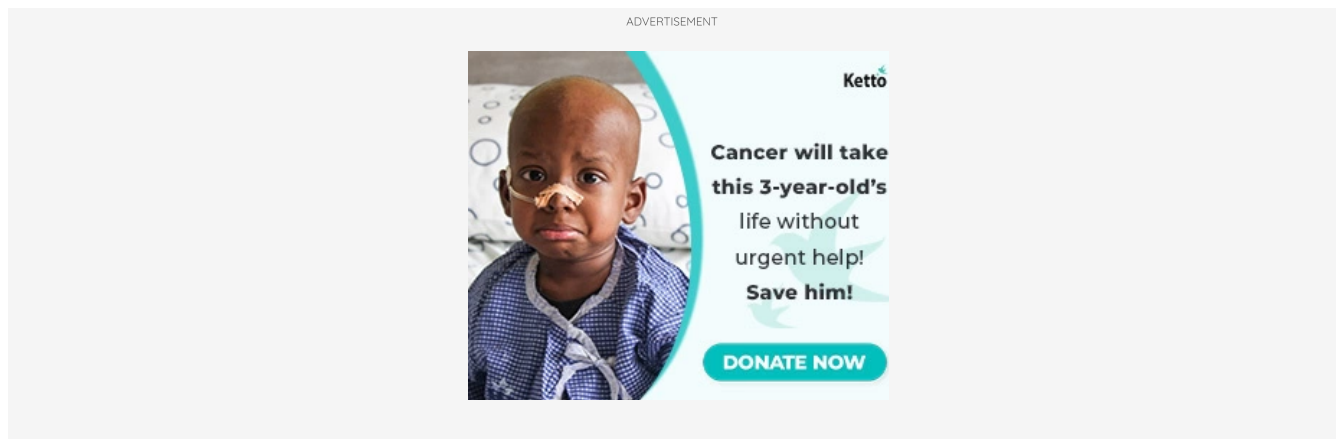 ADVERTISEMENT
Ketto
Cancer will take
this 3-year-old's
life without
urgent help!
Save him!
DONATE NOW